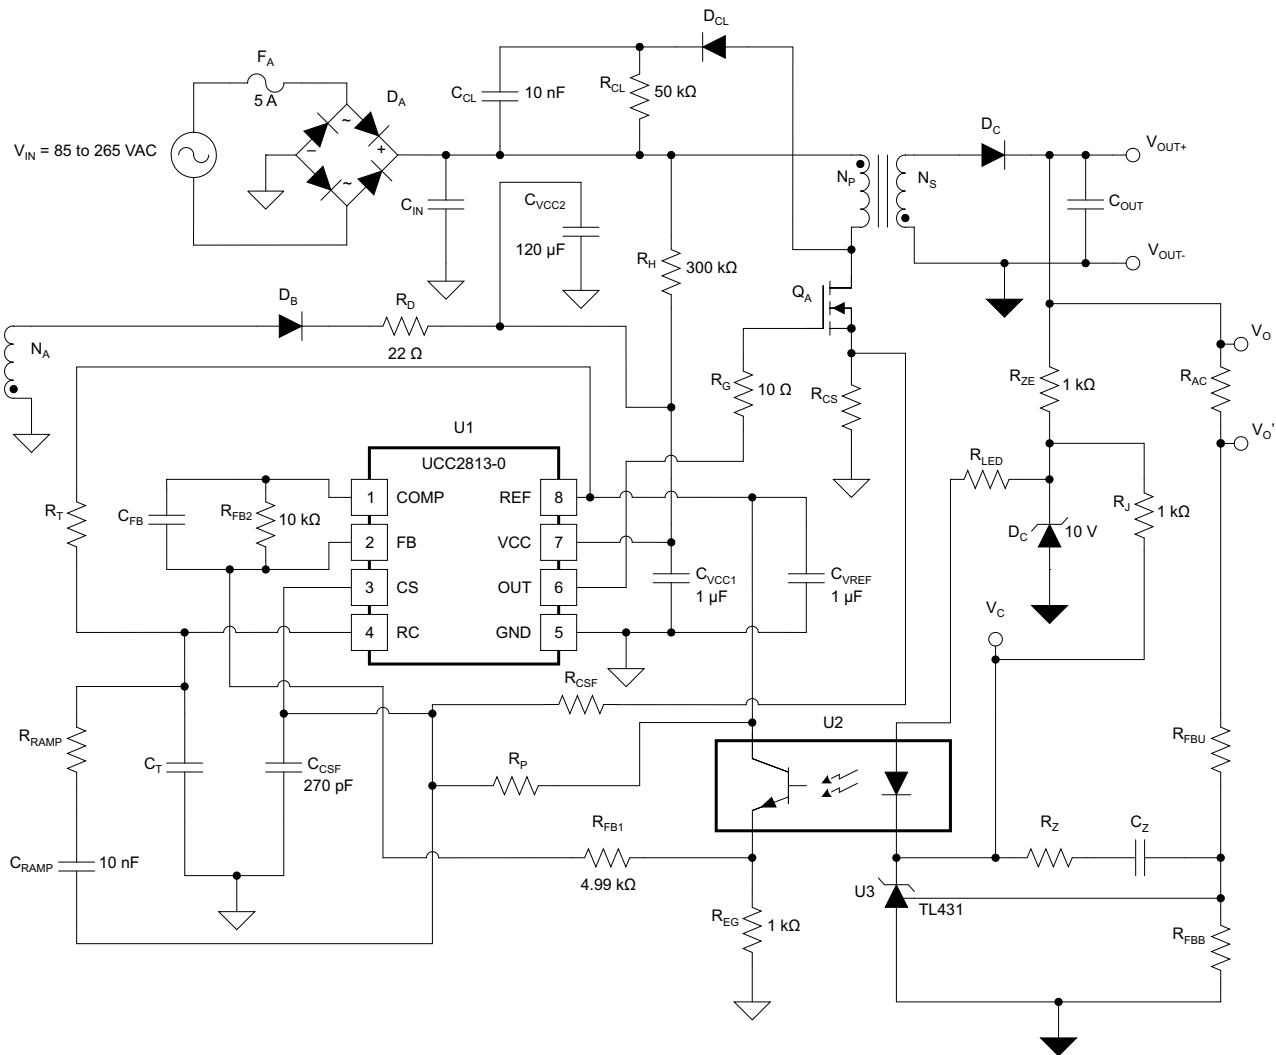 D_CL
F_A
5 A
D_A
C_CL
10 nF
R_CL
50 kΩ
V_IN = 85 to 265 VAC
~
~
–
+
D_C
V_OUT+
N_P
N_S
C_IN
C_VCC2
120 µF
C_OUT
V_OUT-
R_H
300 kΩ
Q_A
D_B
R_D
22 Ω
N_A
V_O
R_G
10 Ω
R_CS
R_ZE
1 kΩ
R_AC
V_O'
U1
UCC2813-0
R_LED
R_T
C_FB
R_FB2
10 kΩ
1
COMP
REF
8
2
FB
VCC
7
3
CS
OUT
6
4
RC
GND
5
C_VCC1
1 µF
C_VREF
1 µF
D_C
10 V
R_J
1 kΩ
V_C
R_CSF
U2
R_RAMP
C_T
C_CSF
270 pF
R_P
R_FBU
R_FB1
4.99 kΩ
R_Z
C_Z
C_RAMP
10 nF
U3
TL431
R_EG
1 kΩ
R_FBB